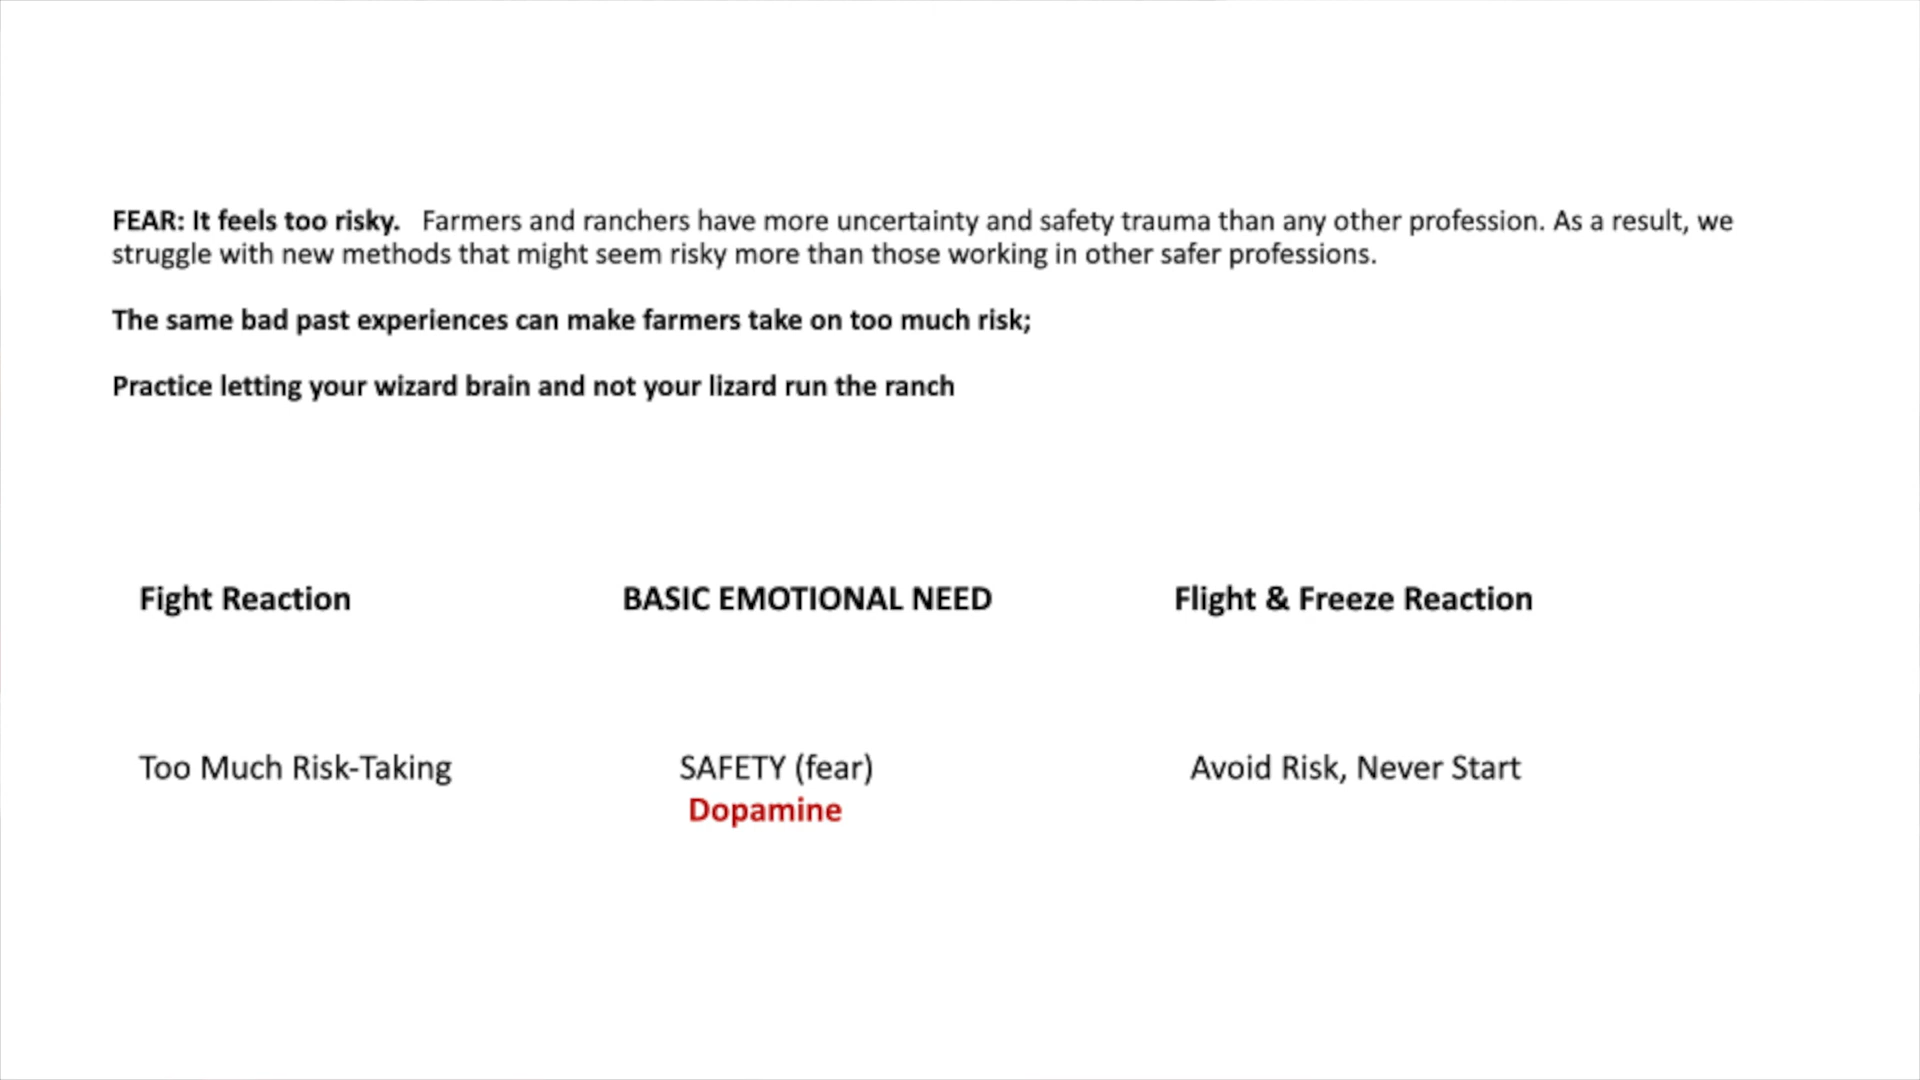 FEAR: It feels too risky. Farmers and ranchers have more uncertainty and safety trauma than any other profession. As a result, we
struggle with new methods that might seem risky more than those working in other safer professions.
The same bad past experiences can make farmers take on too much risk;
Practice letting your wizard brain and not your lizard run the ranch
Fight Reaction BASIC EMOTIONAL NEED Flight & Freeze Reaction
Too Much Risk-Taking SAFETY (fear) Avoid Risk, Never Start
Dopamine